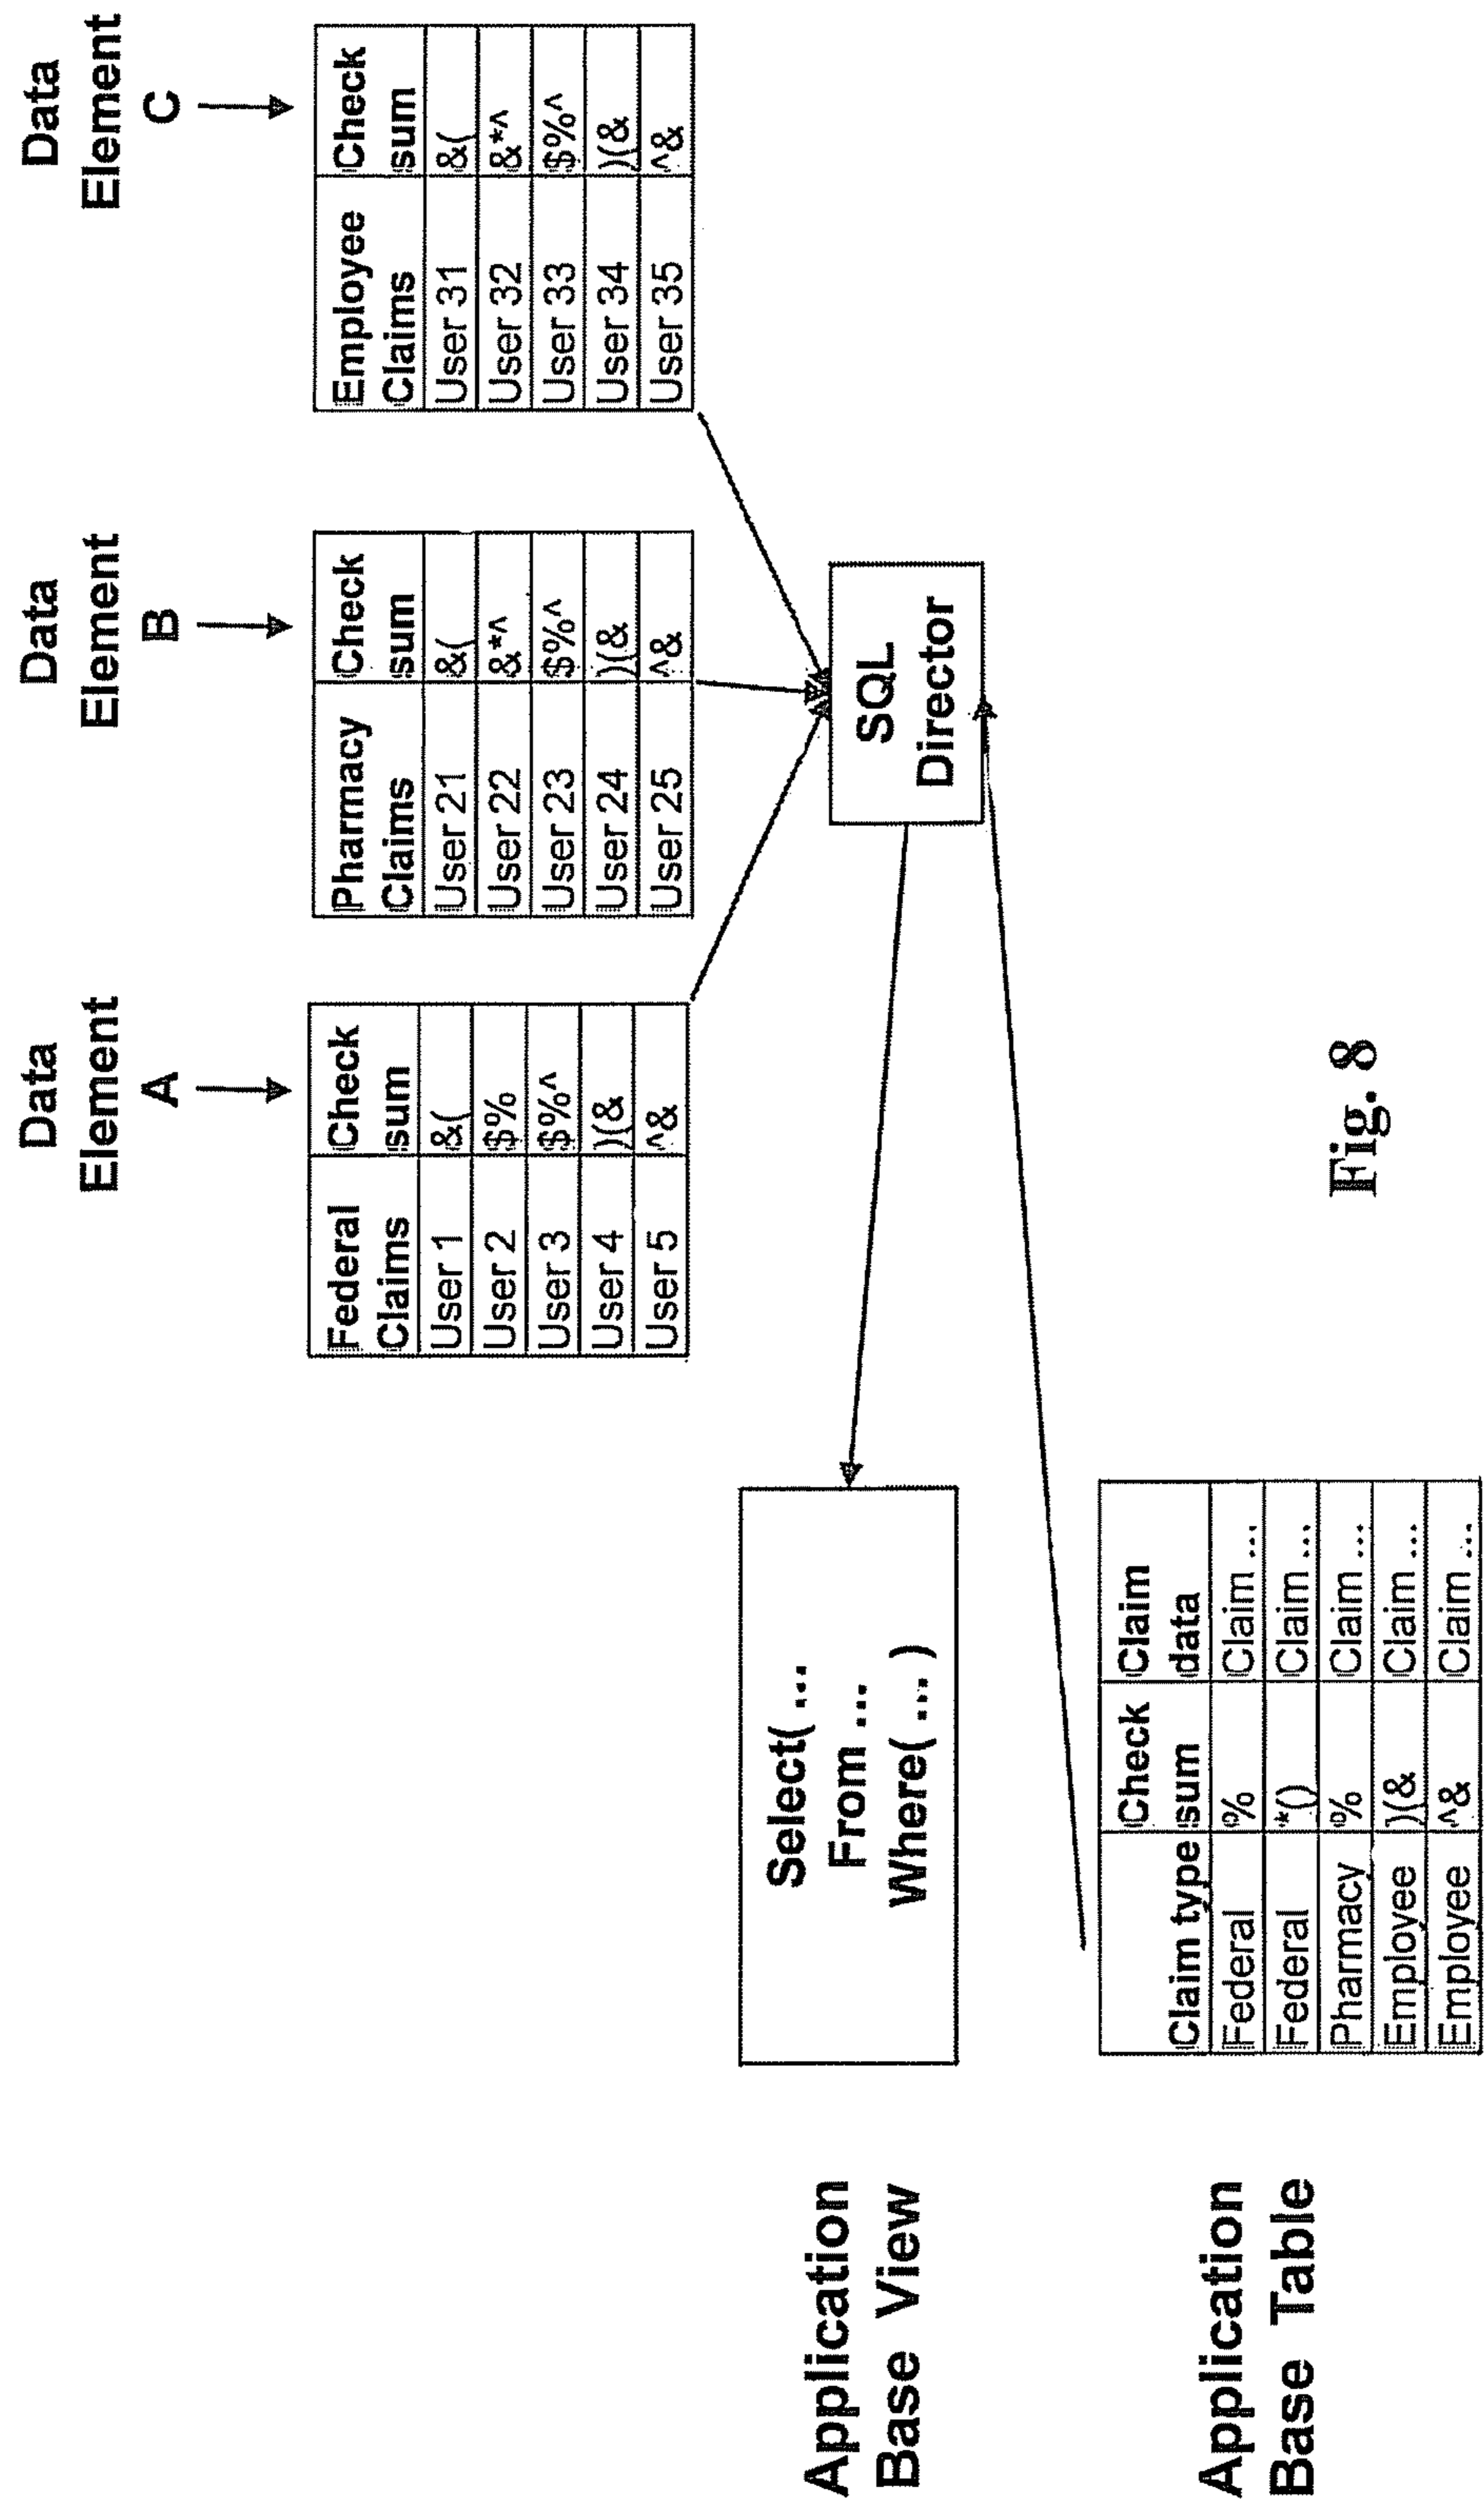 Data
Element
A
Data
Element
B
Data
Element
C
Federal Claims Check sum
User 1 &(
User 2 $%
User 3 $%^
User 4 )(&
User 5 ^&
Pharmacy Claims Check sum
User 21 &(
User 22 &*^
User 23 $%^
User 24 )(&
User 25 ^&
Employee Claims Check sum
User 31 &(
User 32 &*^
User 33 $%^
User 34 )(&
User 35 ^&
SQL
Director
Application
Base View
Select( ...
From ...
Where( ... )
Application
Base Table
Claim type Check sum Claim data
Federal % Claim ...
Federal *() Claim ...
Pharmacy % Claim ...
Employee )(& Claim ...
Employee ^& Claim ...
Fig. 8